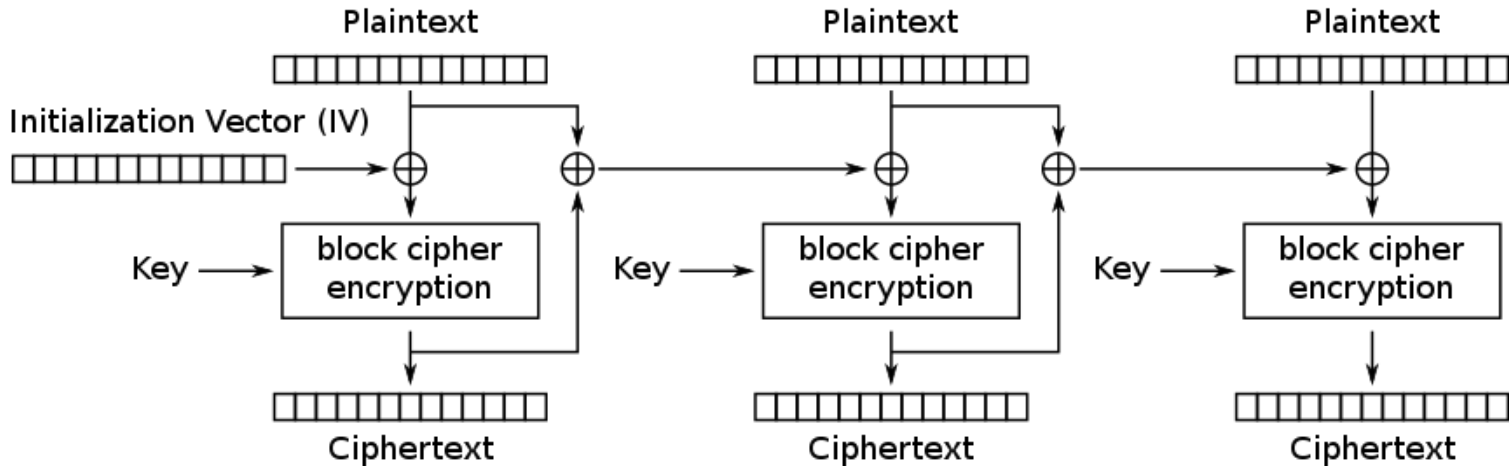 Plaintext
Plaintext
Plaintext
Initialization Vector (IV)
Key
block cipher
encryption
Key
block cipher
encryption
Key
block cipher
encryption
Ciphertext
Ciphertext
Ciphertext